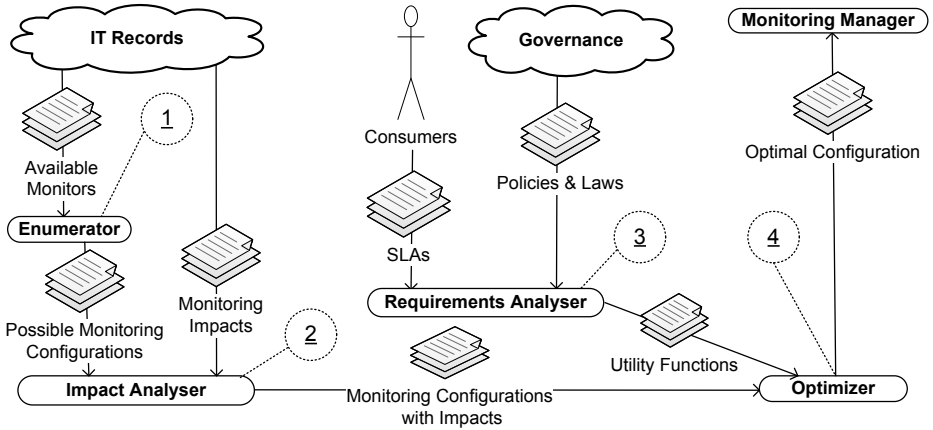 IT Records
Governance
Monitoring Manager
1
Consumers
Available
Monitors
Policies & Laws
Optimal Configuration
Enumerator
SLAs
3
4
Monitoring
Impacts
Possible Monitoring
Configurations
Requirements Analyser
2
Utility Functions
Impact Analyser
Monitoring Configurations
with Impacts
Optimizer